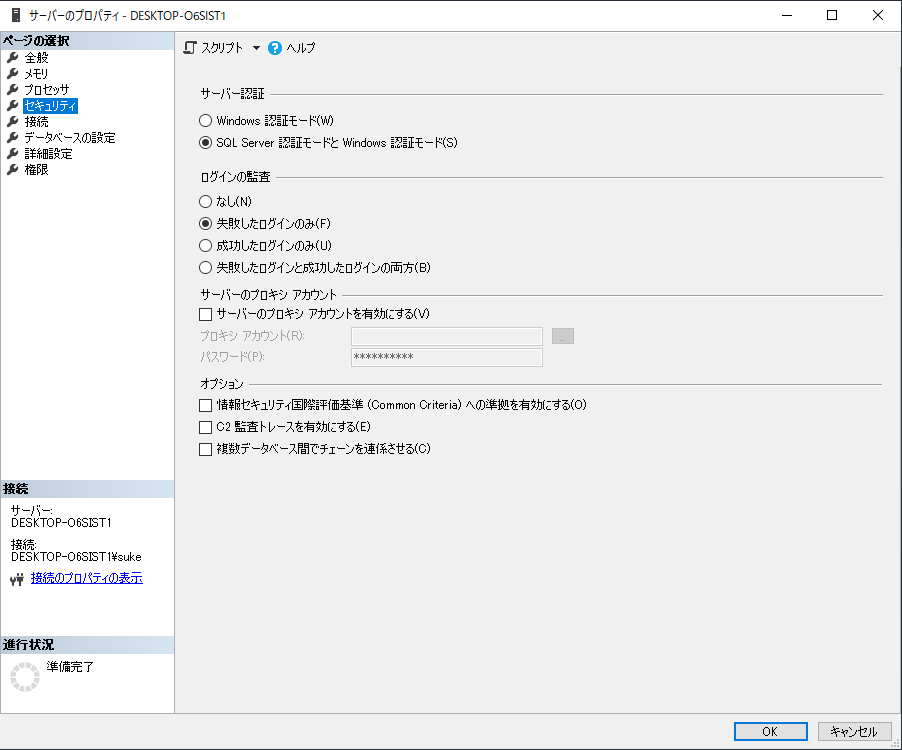 サーバーのプロパティ - DESKTOP-O6SIST1
ページの選択
全般
メモリ
プロセッサ
セキュリティ
接続
データベースの設定
詳細設定
権限
接続
サーバー:
DESKTOP-O6SIST1
接続:
DESKTOP-O6SIST1¥suke
接続のプロパティの表示
進行状況
準備完了
スクリプト ヘルプ
サーバー認証
Windows 認証モード(W)
SQL Server 認証モードと Windows 認証モード(S)
ログインの監査
なし(N)
失敗したログインのみ(F)
成功したログインのみ(U)
失敗したログインと成功したログインの両方(B)
サーバーのプロキシ アカウント
サーバーのプロキシ アカウントを有効にする(V)
プロキシ アカウント(R):
...
パスワード(P):
**********
オプション
情報セキュリティ国際評価基準 (Common Criteria) への準拠を有効にする(O)
C2 監査トレースを有効にする(E)
複数データベース間でチェーンを連係させる(C)
OK キャンセル